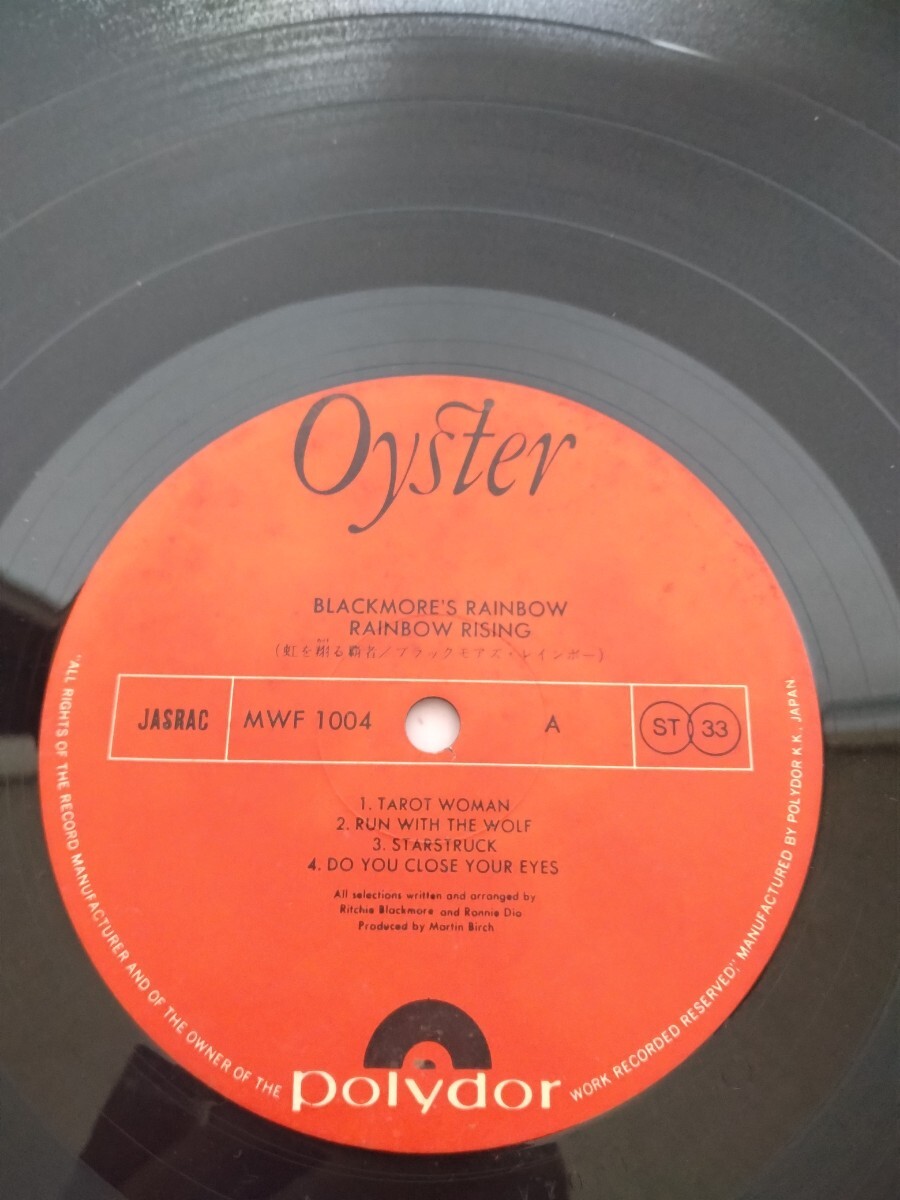 Oyster
BLACKMORE'S RAINBOW
RAINBOW RISING
(虹を翔る覇者/ブラックモアズ・レインボー)
JASRAC MWF 1004 A ST 33
1. TAROT WOMAN
2. RUN WITH THE WOLF
3. STARSTRUCK
4. DO YOU CLOSE YOUR EYES
All selections written and arranged by
Ritchie Blackmore and Ronnie Dio
Produced by Martin Birch
polydor
"ALL RIGHTS OF THE RECORD MANUFACTURER AND OF THE OWNER OF THE WORK RECORDED RESERVED." MANUFACTURED BY POLYDOR K.K., JAPAN